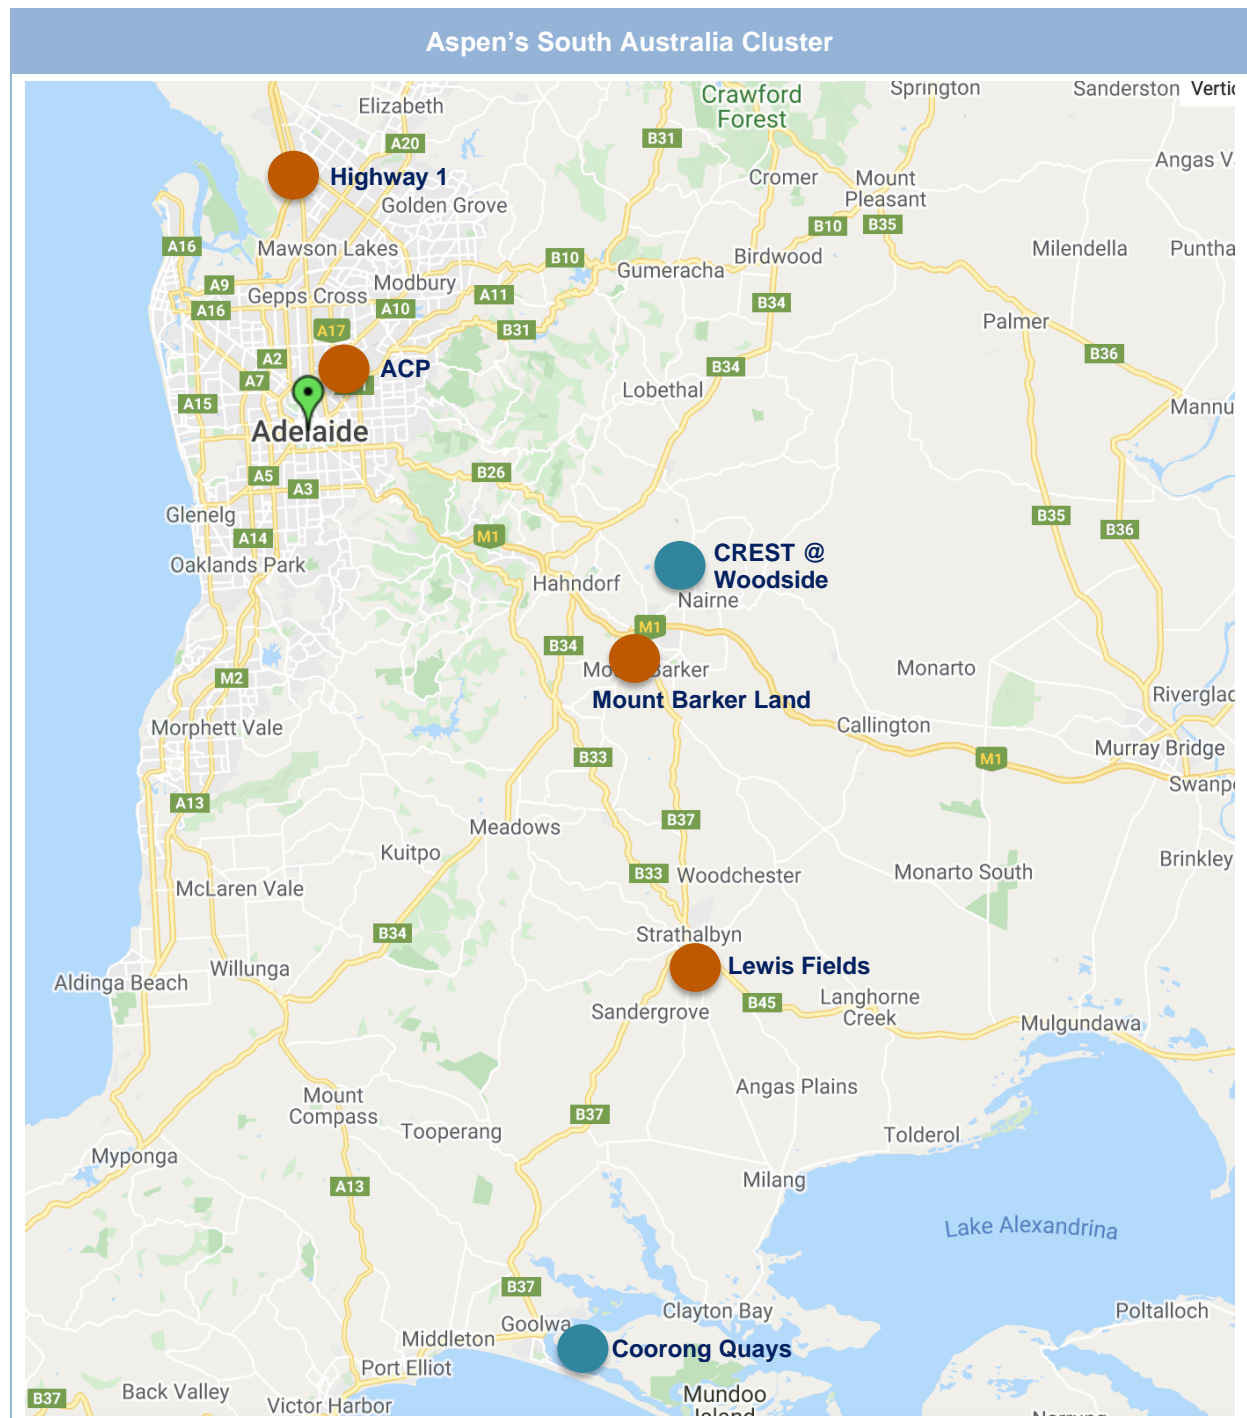 Aspen's South Australia Cluster
Springton
Sanderston
Crawford
Forest
Elizabeth
A20
B31
Angas
Highway 1
Cromer
Mount
Pleasant
Golden Grove
B10
B35
A16
Mawson Lakes
Milendella
B10
Gumeracha
Birdwood
A9
Modbury
A11
Gepps Cross
A16
A10
B34
A17
B31
Palmer
A2
B36
ACP
B34
A7
Lobethal
A15
Adelaide
B26
A5
A3
Glenelg
B35
B36
A14
M1
CREST @
Woodside
Oaklands Park
Hahndorf
Nairne
M1
B34
Barker
Monarto
M2
Mount Barker Land
Callington
Morphett Vale
Murray Bridge
B33
M1
A13
B37
Meadows
Kuitpo
Brinkley
B33
Woodchester
Monarto South
McLaren Vale
B34
Strathalbyn
Willunga
Lewis Fields
Aldinga Beach
B45
Langhorne
Creek
Sandergrove
Mulgundawa
Mount
Compass
Angas Plains
B37
Tooperang
Tolderol
Myponga
Milang
A13
Lake Alexandrina
B37
Clayton Bay
Poltalloch
Goolwa
Middleton
Coorong Quays
Port Elliot
Back Valley
B37
Victor Harbor
Mundoo
Island